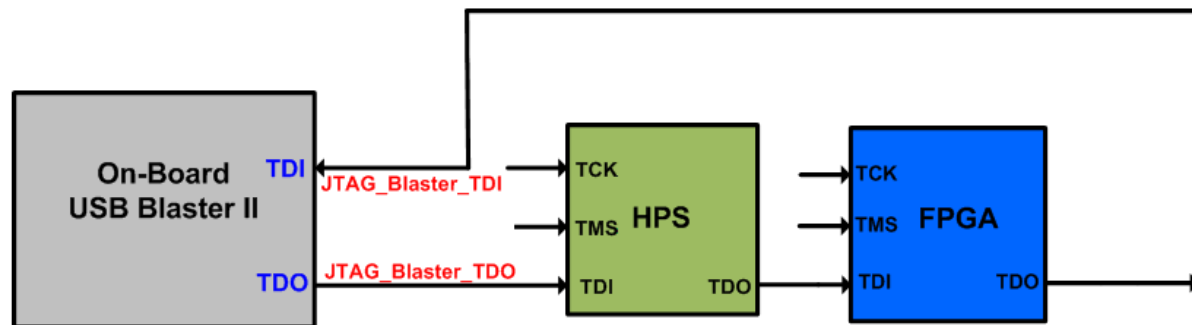 On-Board
USB Blaster II
TDI
TDO
JTAG_Blaster_TDI
JTAG_Blaster_TDO
TCK
TMS
HPS
TDI
TDO
TCK
TMS
FPGA
TDI
TDO